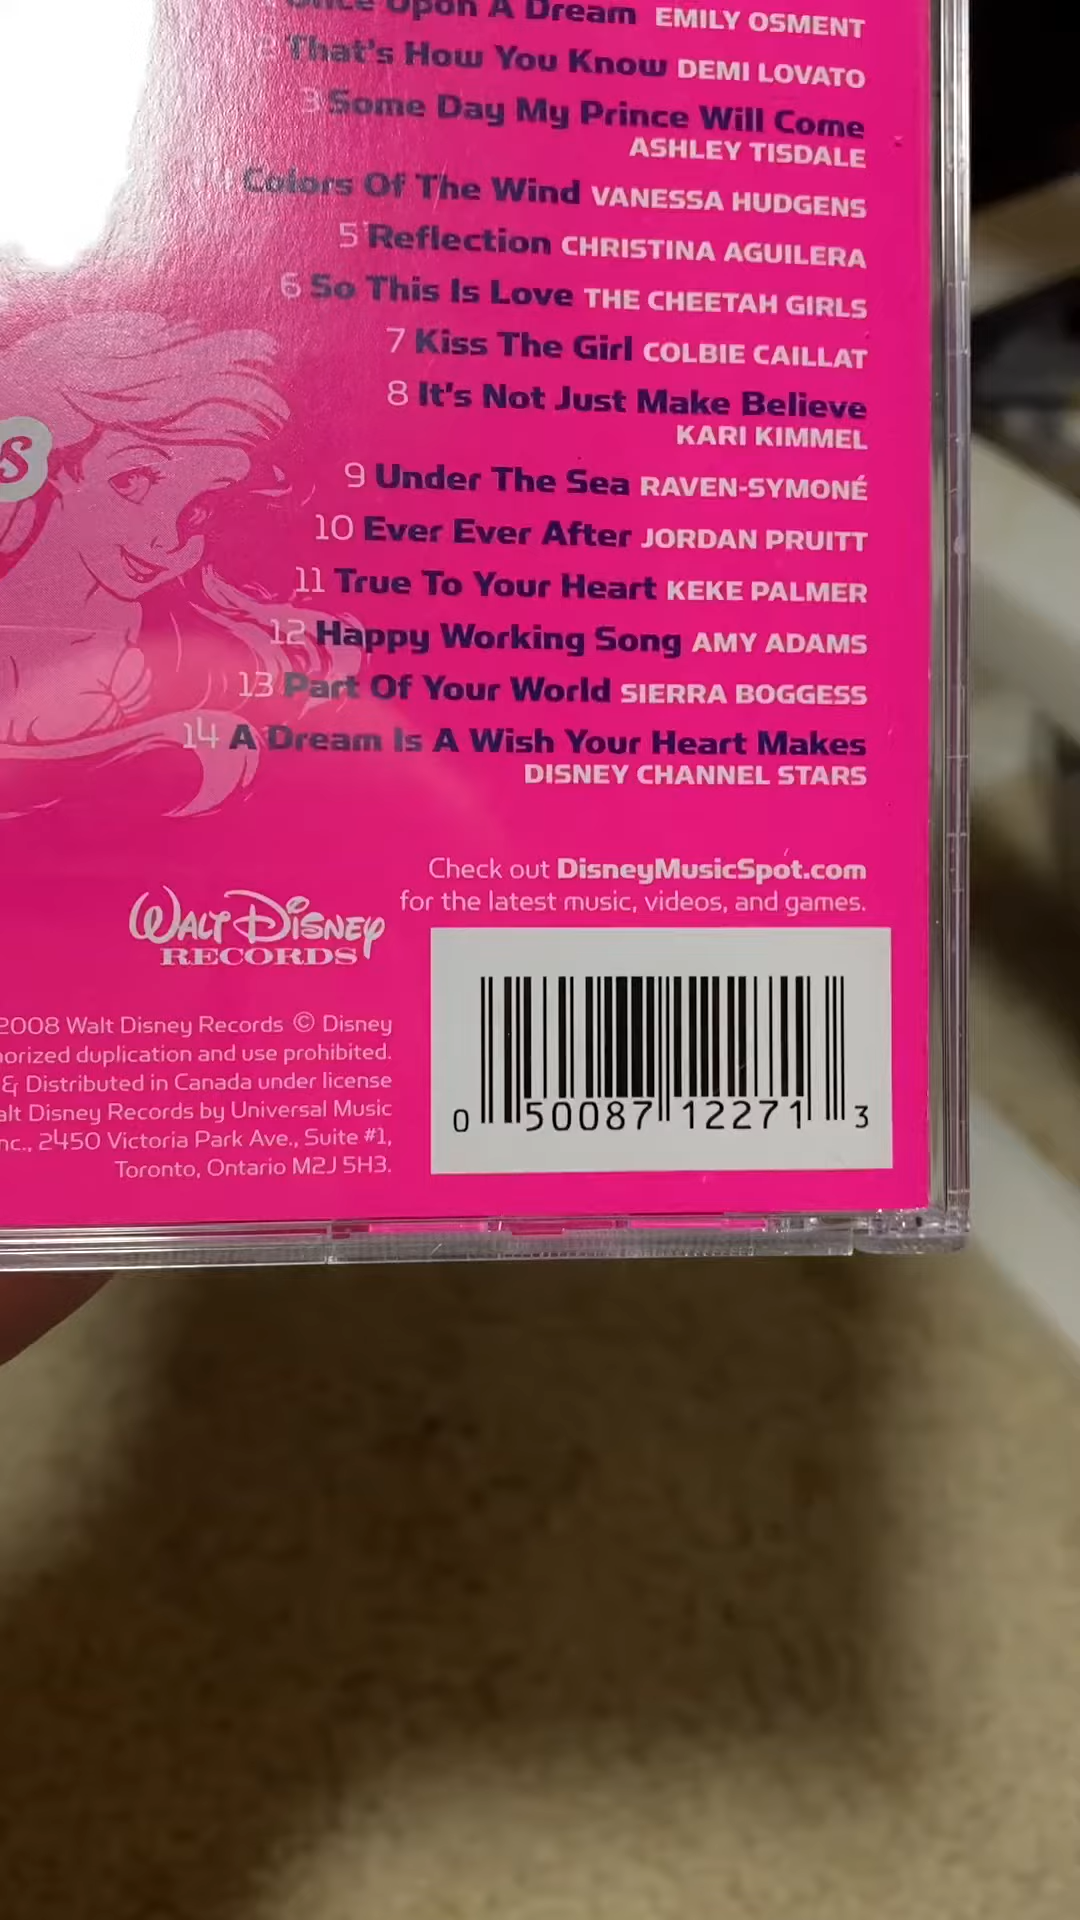 Once Upon A Dream EMILY OSMENT
2 That's How You Know DEMI LOVATO
3 Some Day My Prince Will Come
ASHLEY TISDALE
Colors Of The Wind VANESSA HUDGENS
5 Reflection CHRISTINA AGUILERA
6 So This Is Love THE CHEETAH GIRLS
7 Kiss The Girl COLBIE CAILLAT
8 It's Not Just Make Believe
KARI KIMMEL
9 Under The Sea RAVEN-SYMONÉ
10 Ever Ever After JORDAN PRUITT
11 True To Your Heart KEKE PALMER
12 Happy Working Song AMY ADAMS
13 Part Of Your World SIERRA BOGGESS
14 A Dream Is A Wish Your Heart Makes
DISNEY CHANNEL STARS
Check out DisneyMusicSpot.com
for the latest music, videos, and games.
WALT DISNEY
RECORDS
2008 Walt Disney Records © Disney
duplication and use prohibited.
& Distributed in Canada under license
Disney Records by Universal Music
2450 Victoria Park Ave., Suite #1,
Toronto, Ontario M2J 5H3.
0 50087 12271 3